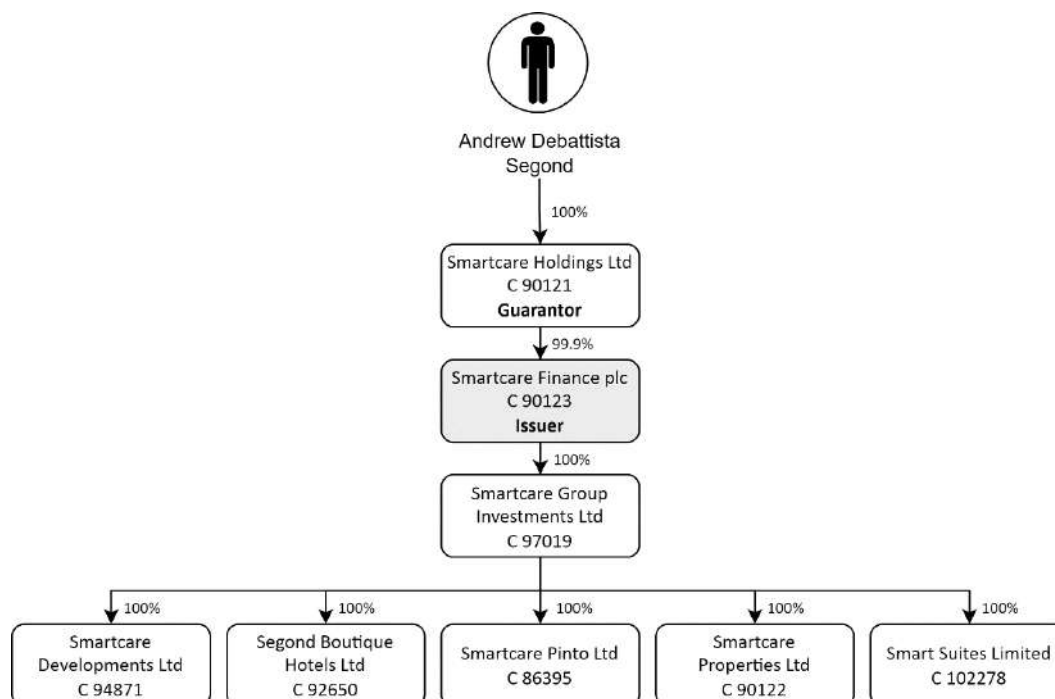 Andrew Debattista
Segond
100%
Smartcare Holdings Ltd
C 90121
Guarantor
99.9%
Smartcare Finance plc
C 90123
Issuer
100%
Smartcare Group
Investments Ltd
C 97019
100%
100%
100%
100%
100%
Smartcare
Developments Ltd
C 94871
Segond Boutique
Hotels Ltd
C 92650
Smartcare Pinto Ltd
C 86395
Smartcare
Properties Ltd
C 90122
Smart Suites Limited
C 102278